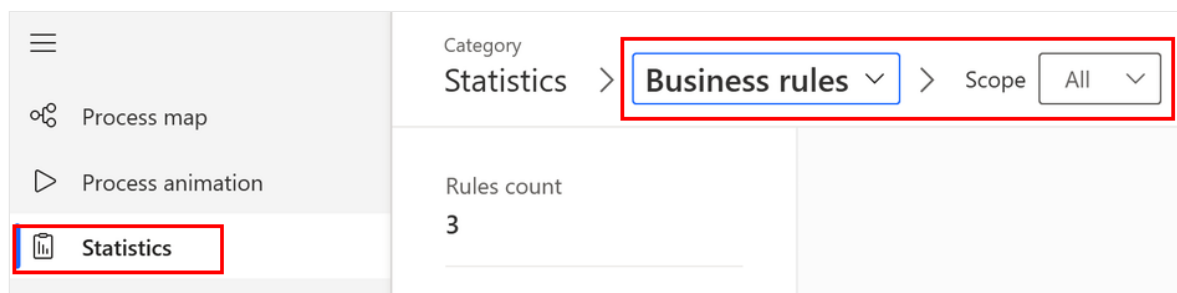 Process map
Process animation
Statistics
Category
Statistics
Business rules
Scope
All
Rules count
3